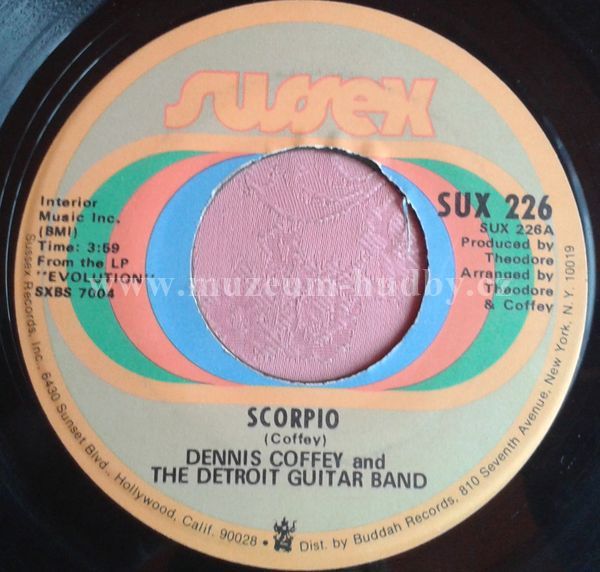 sussex
Interior
Music Inc.
(BMI)
Time: 3:59
From the LP
"EVOLUTION"
SXBS 7004
SUX 226
SUX 226A
Produced by
Theodore
Arranged by
Theodore
& Coffey
www.muzeum-hudby.cz
SCORPIO
(Coffey)
DENNIS COFFEY and
THE DETROIT GUITAR BAND
Sussex Records, Inc., 6430 Sunset Blvd., Hollywood, Calif. 90028 • Dist. by Buddah Records, 810 Seventh Avenue, New York, N.Y. 10019